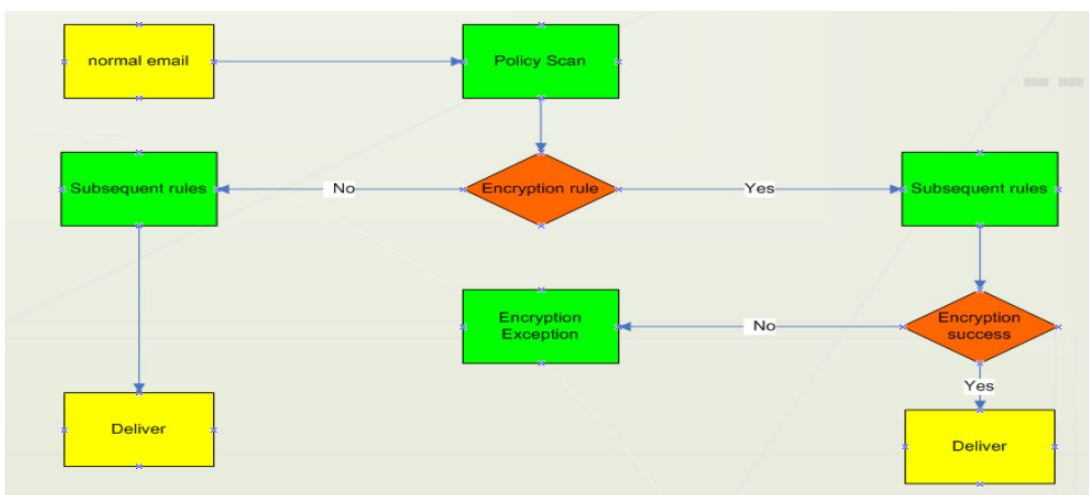 normal email
Policy Scan
Subsequent rules
No
Encryption rule
Yes
Subsequent rules
Encryption
Exception
No
Encryption
success
Yes
Deliver
Deliver